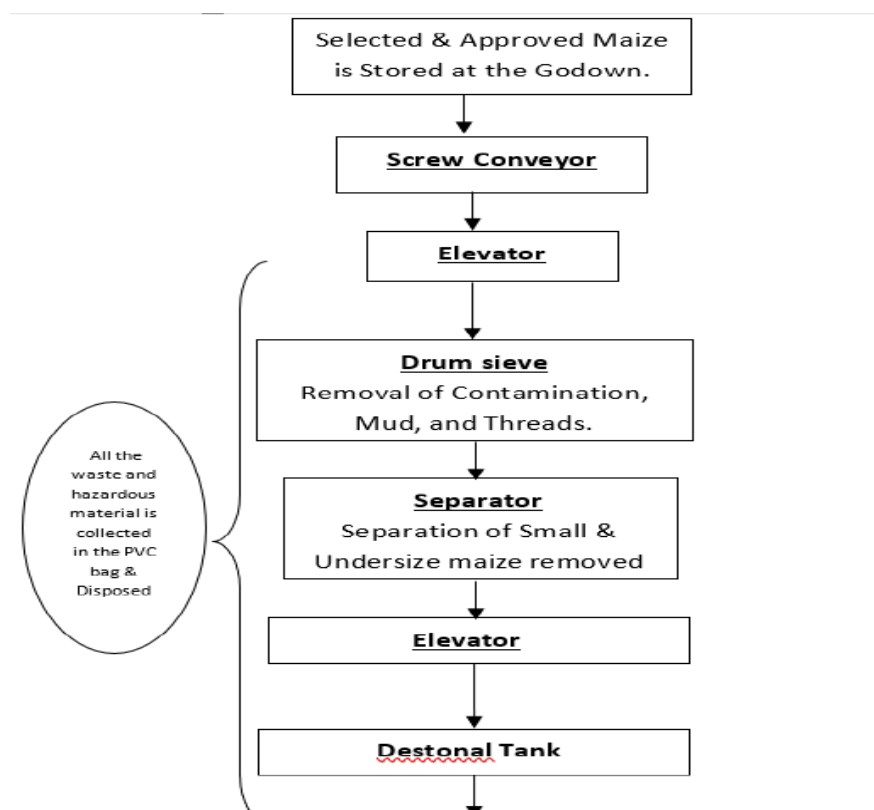 Selected & Approved Maize
is Stored at the Godown.
Screw Conveyor
Elevator
Drum sieve
Removal of Contamination,
Mud, and Threads.
All the
waste and
hazardous
material is
collected
in the PVC
bag &
Disposed
Separator
Separation of Small &
Undersize maize removed
Elevator
Destonal Tank